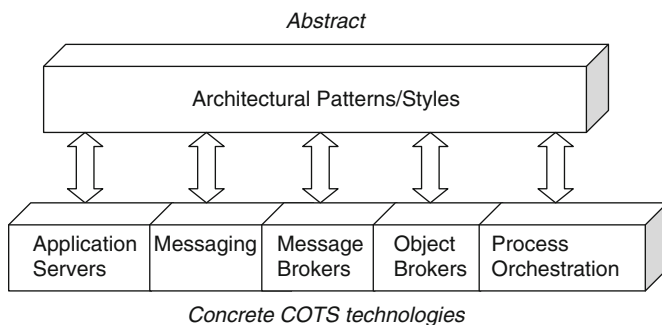 Abstract
Architectural Patterns/Styles
Application
Servers
Messaging
Message
Brokers
Object
Brokers
Process
Orchestration
Concrete COTS technologies